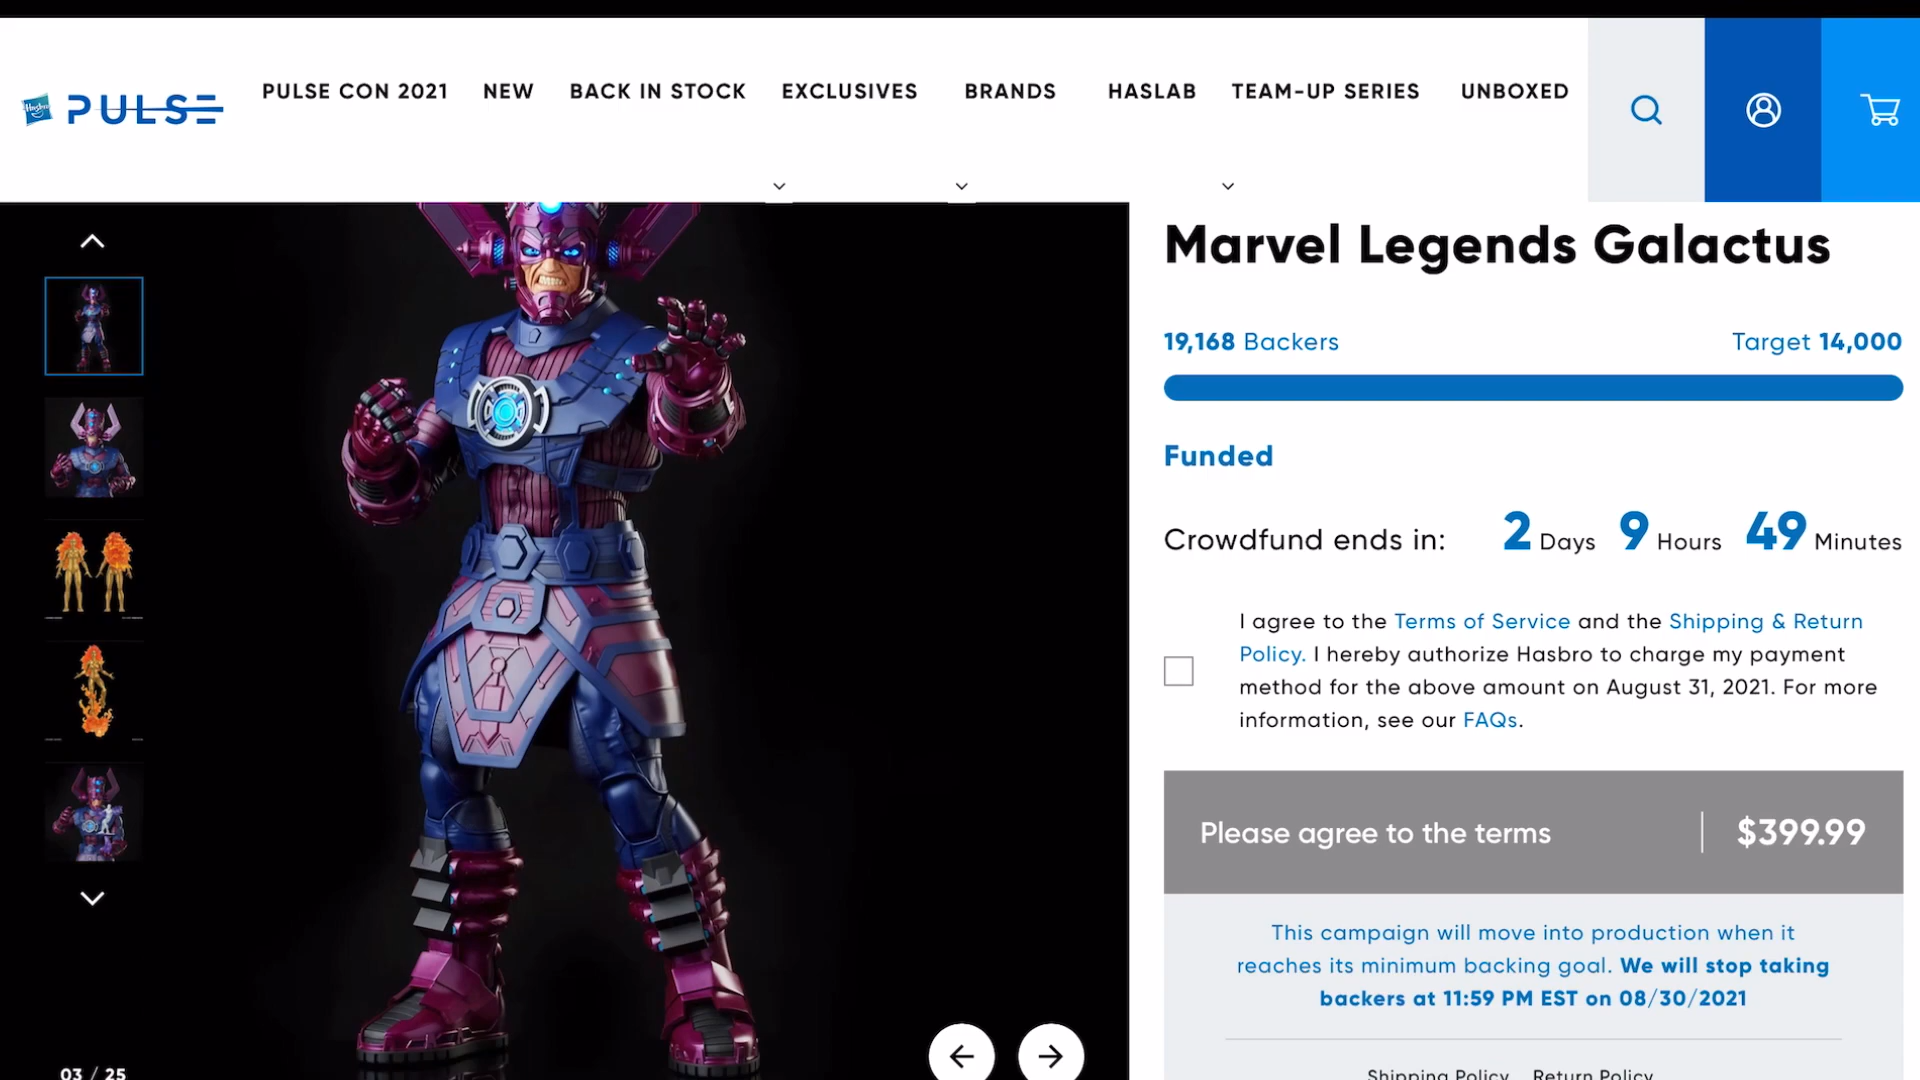 Hasbro
PULSE
PULSE CON 2021
NEW
BACK IN STOCK
EXCLUSIVES
BRANDS
HASLAB
TEAM-UP SERIES
UNBOXED
Marvel Legends Galactus
19,168 Backers
Target 14,000
Funded
Crowdfund ends in:
2 Days 9 Hours 49 Minutes
I agree to the Terms of Service and the Shipping & Return
Policy. I hereby authorize Hasbro to charge my payment
method for the above amount on August 31, 2021. For more
information, see our FAQs.
Please agree to the terms
$399.99
This campaign will move into production when it
reaches its minimum backing goal. We will stop taking
backers at 11:59 PM EST on 08/30/2021
03 / 25
Shipping Policy
Return Policy